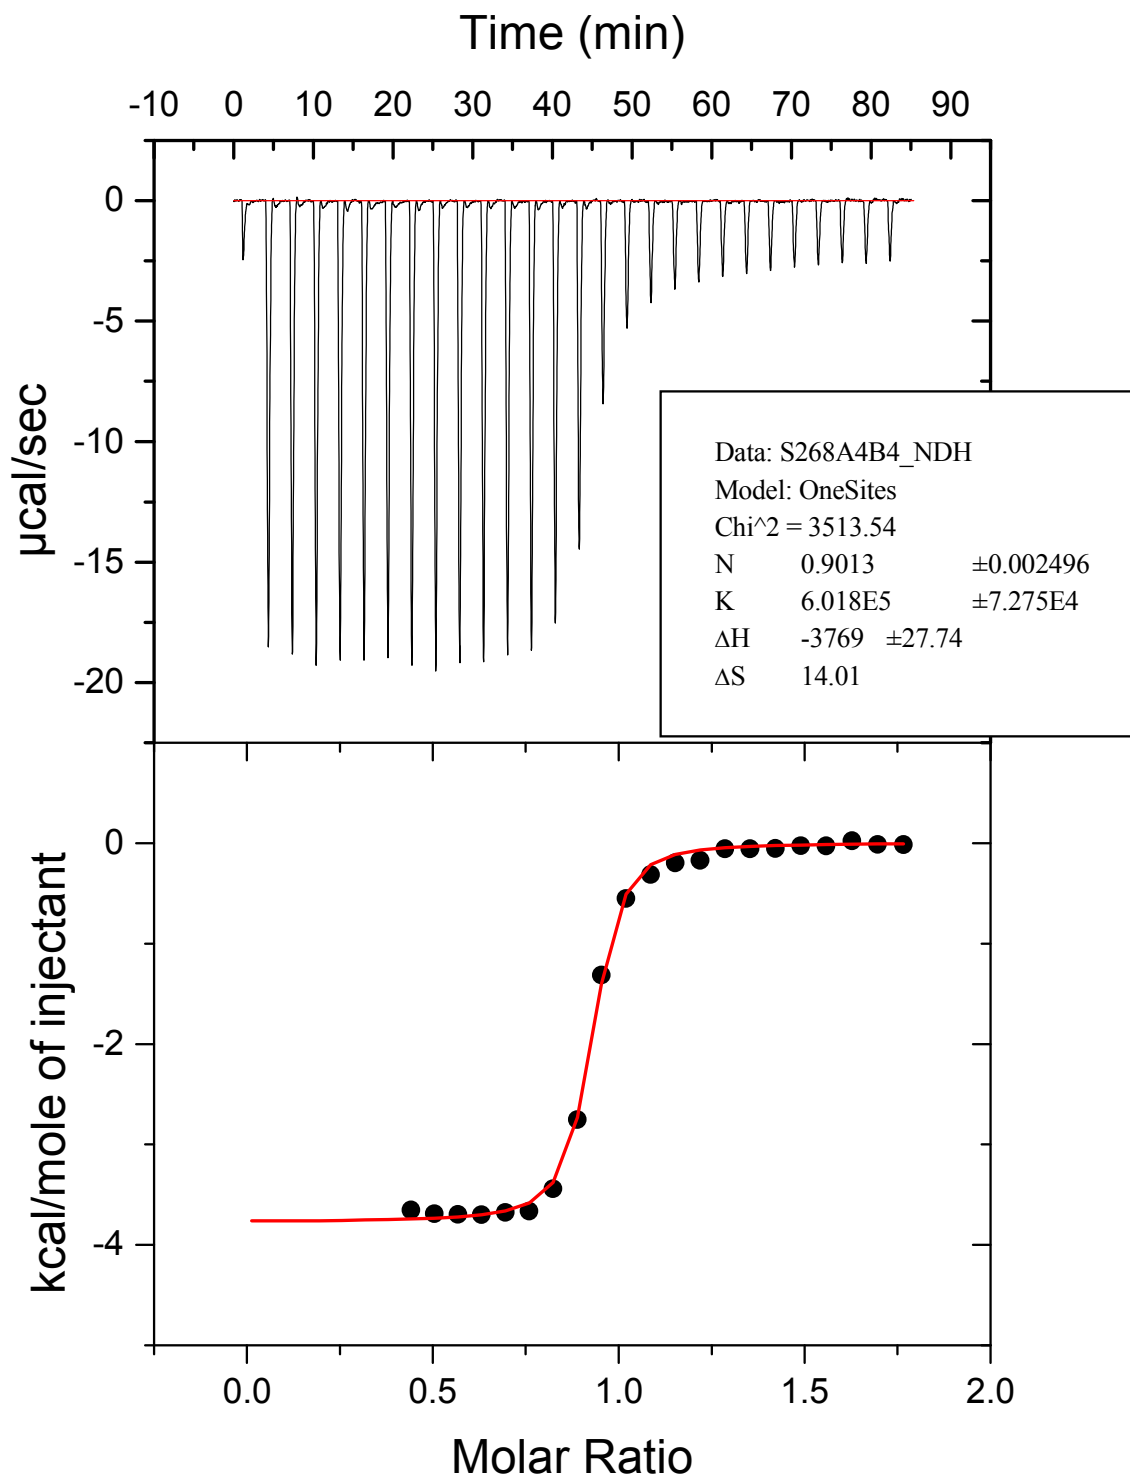 Time (min)
-10 0 10 20 30 40 50 60 70 80 90
0
-5
-10
-15
-20
µcal/sec
Data: S268A4B4_NDH
Model: OneSites
Chi^2 = 3513.54
N 0.9013 ±0.002496
K 6.018E5 ±7.275E4
ΔH -3769 ±27.74
ΔS 14.01
0
-2
-4
kcal/mole of injectant
0.0 0.5 1.0 1.5 2.0
Molar Ratio